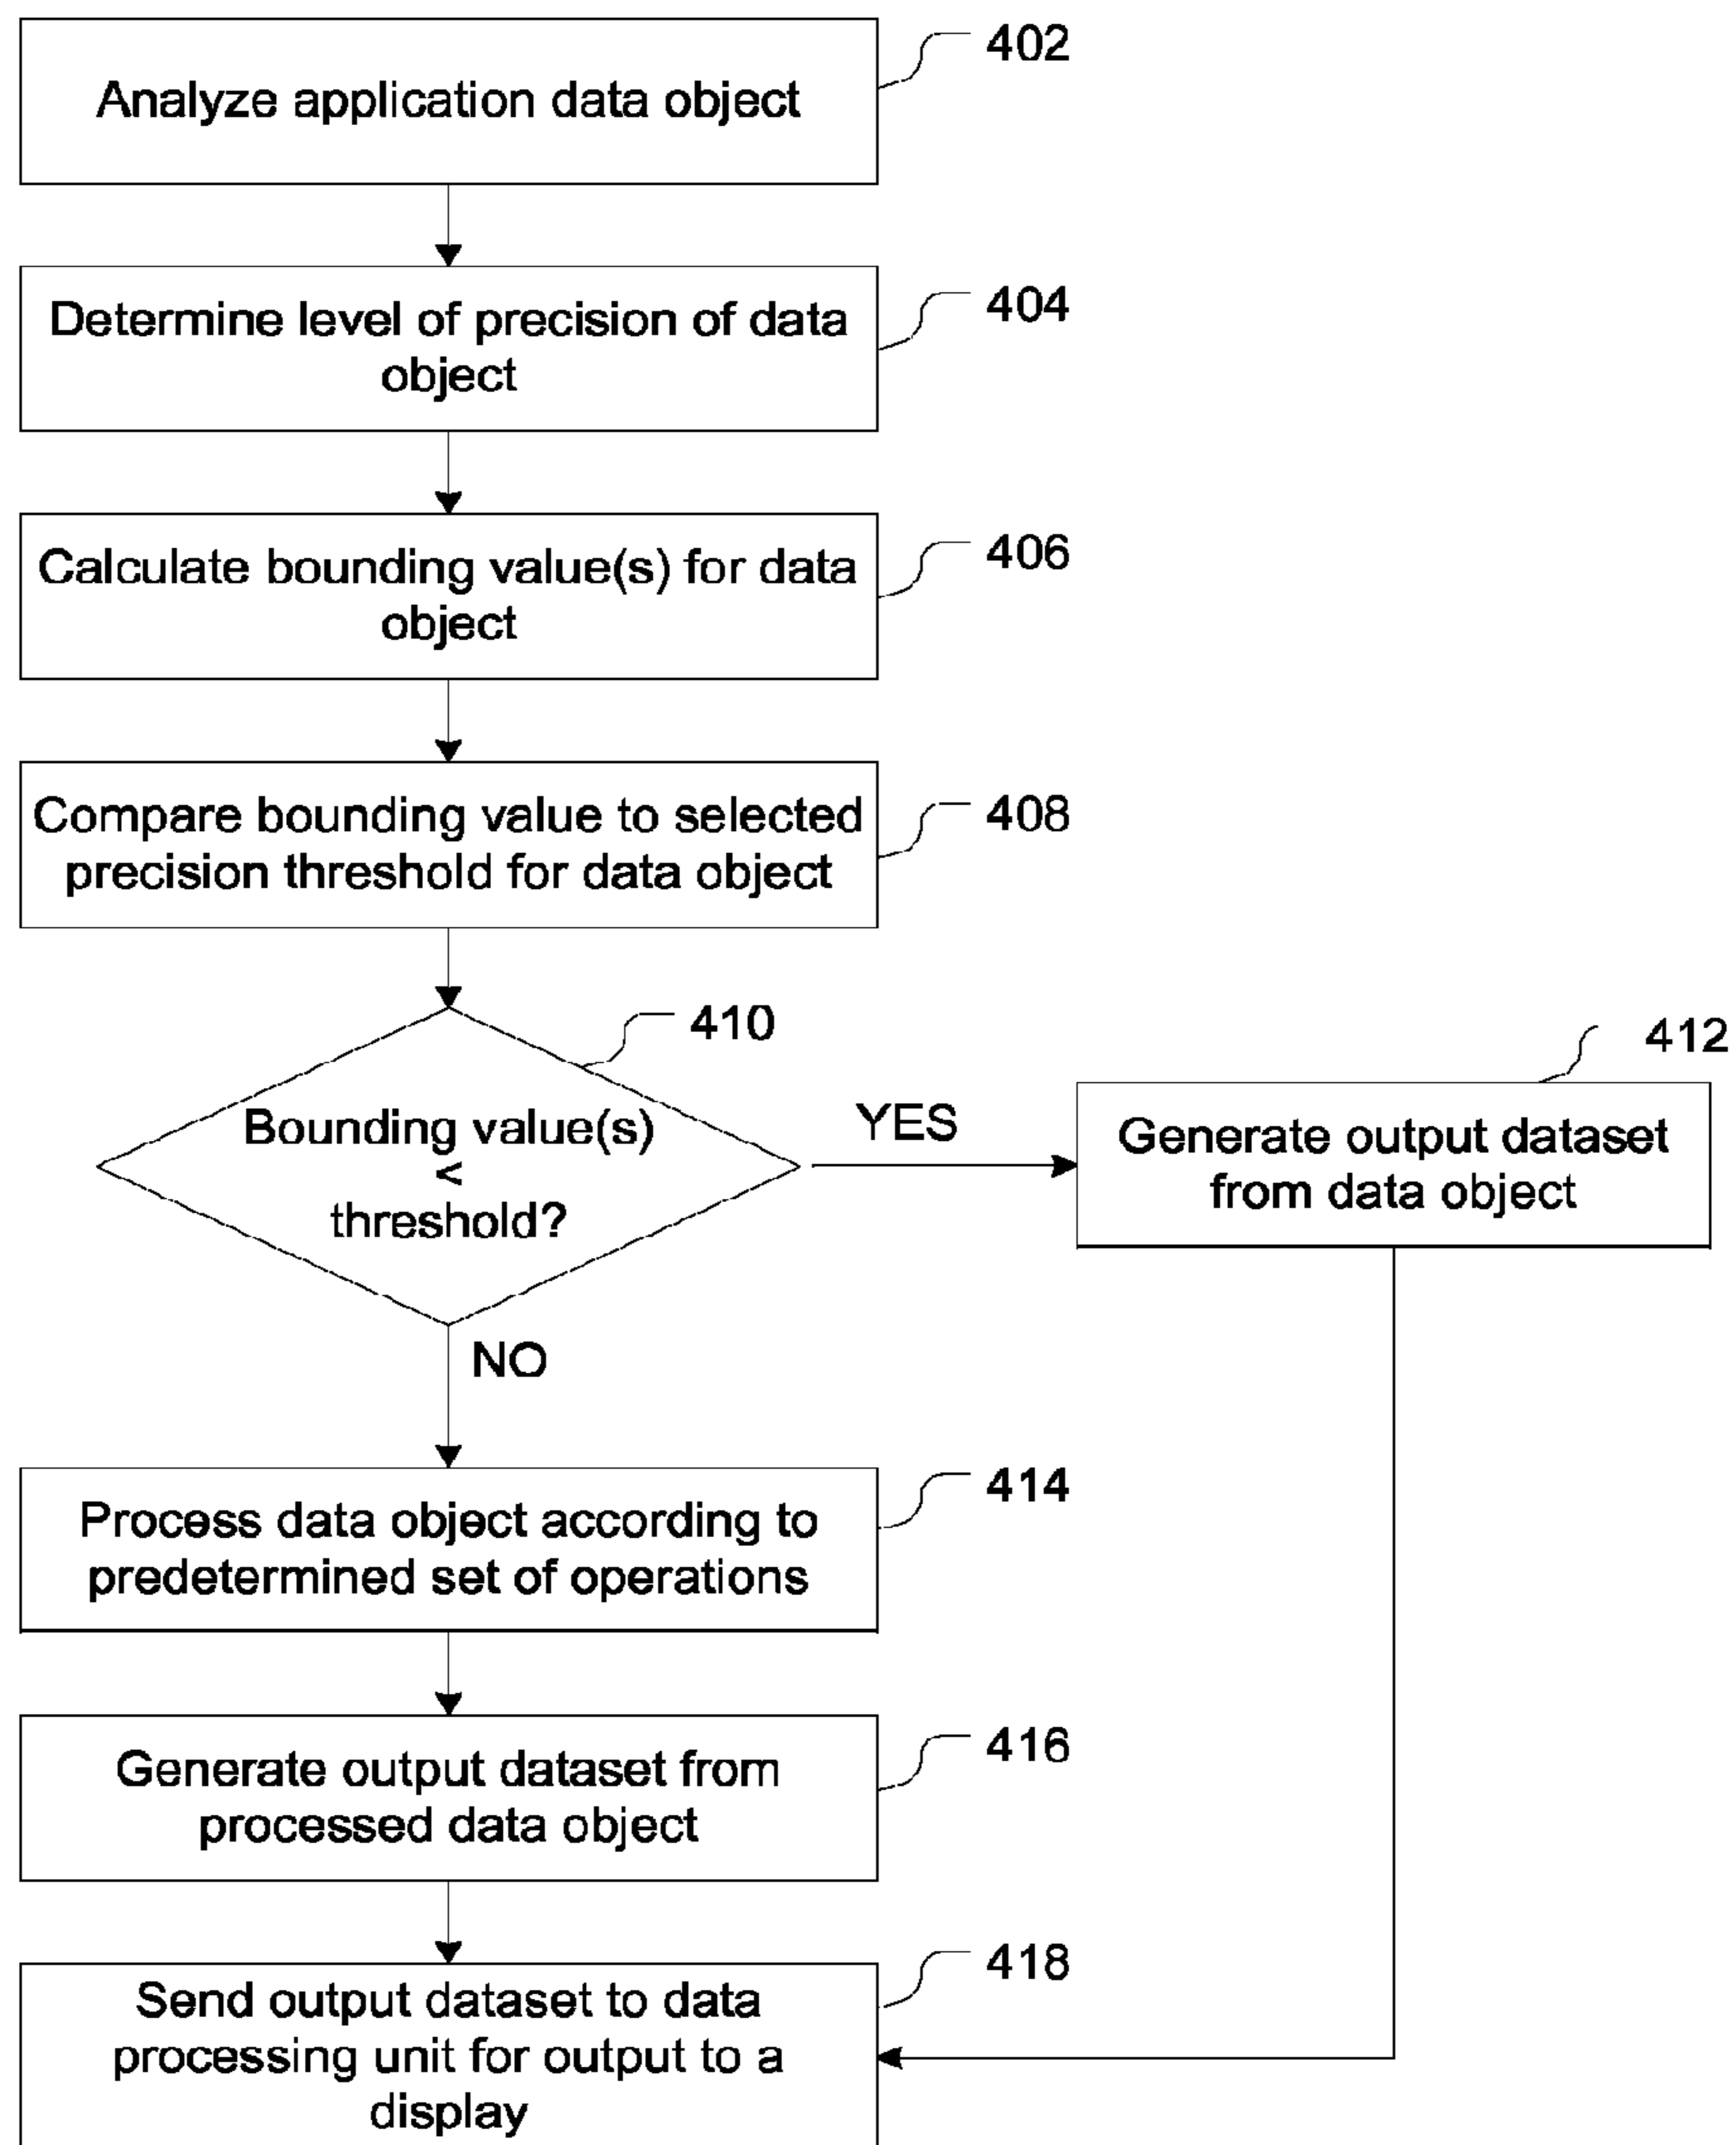 402
Analyze application data object
404
Determine level of precision of data
object
406
Calculate bounding value(s) for data
object
408
Compare bounding value to selected
precision threshold for data object
410
Bounding value(s)
<
threshold?
YES
412
Generate output dataset
from data object
NO
414
Process data object according to
predetermined set of operations
416
Generate output dataset from
processed data object
418
Send output dataset to data
processing unit for output to a
display